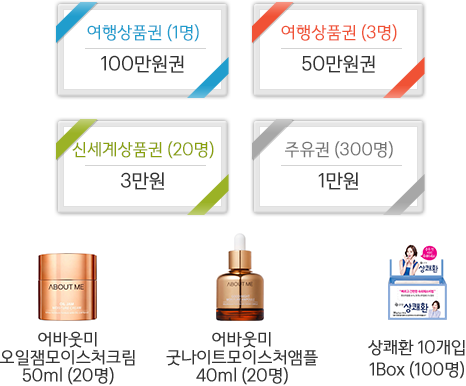 여행상품권 (1명)
100만원권
여행상품권 (3명)
50만원권
신세계상품권 (20명)
3만원
주유권 (300명)
1만원
ABOUT ME
ABOUT ME
상쾌환
상쾌환
어바웃미
오일잼모이스처크림
50ml (20명)
어바웃미
굿나이트모이스처앰플
40ml (20명)
상쾌환 10개입
1Box (100명)